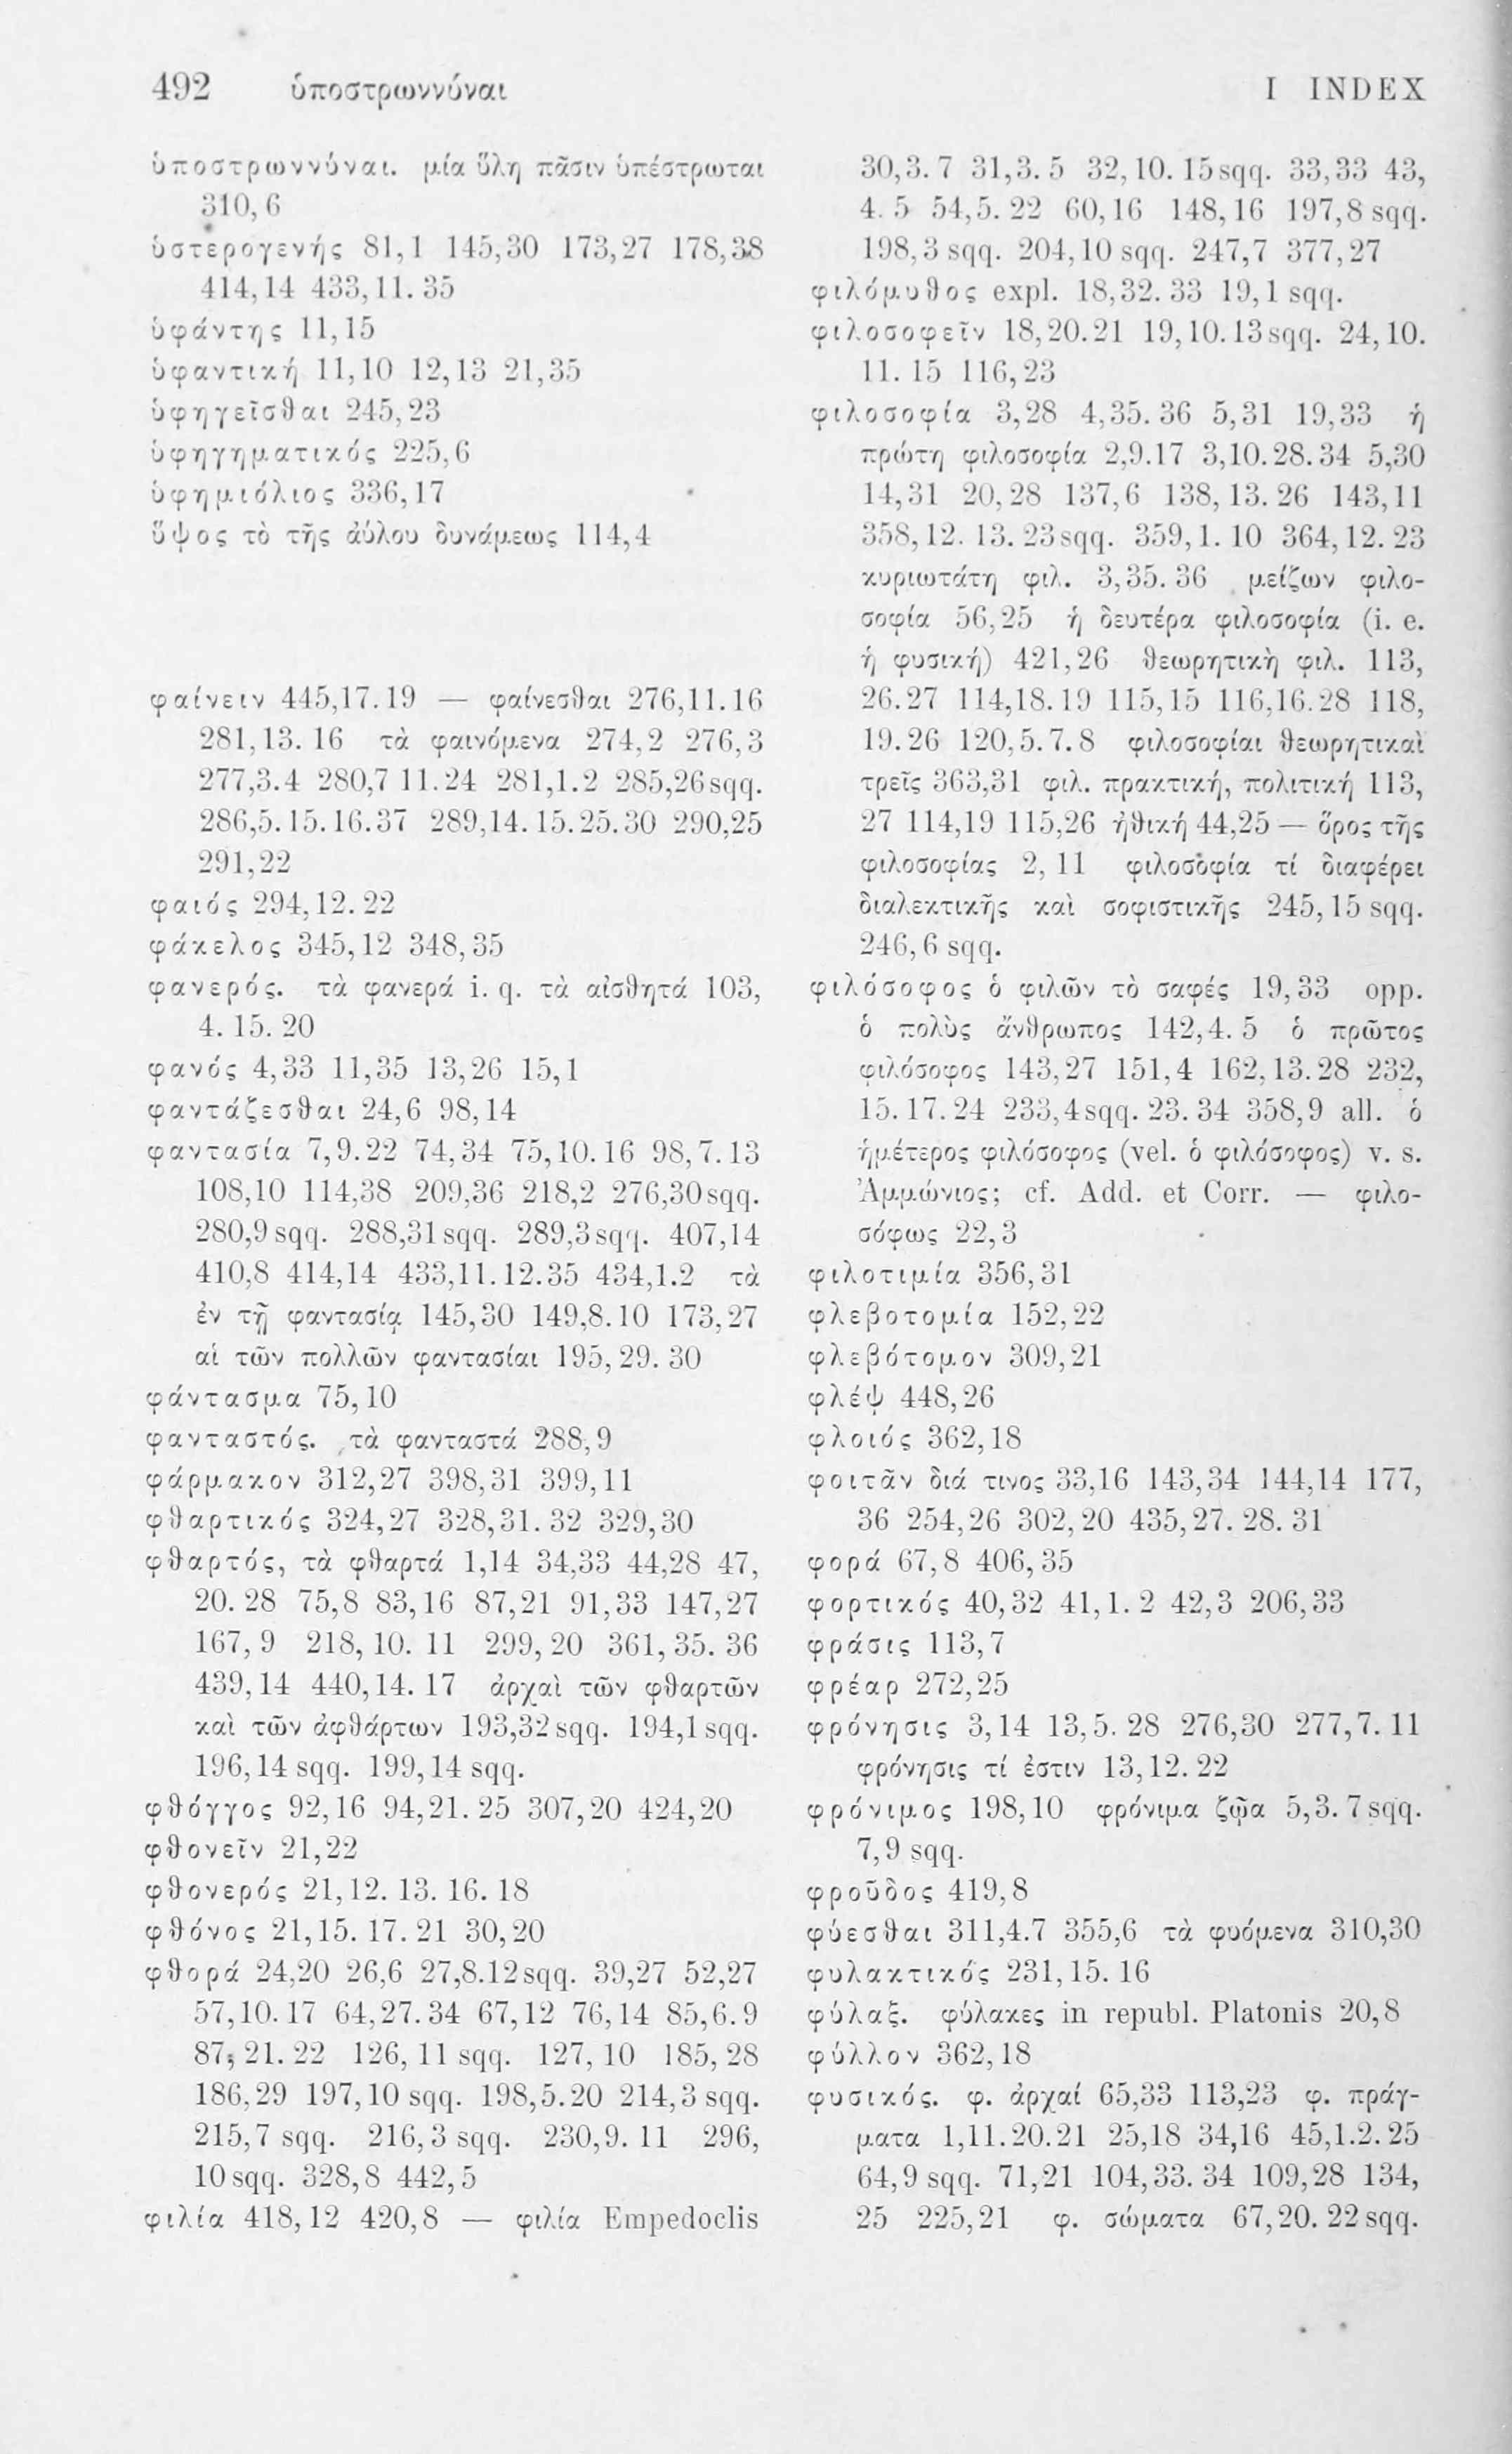 492 ὑποστρωννύναι I INDEX
ὑποστρωννύναι. μία ὕλη πᾶσιν ὑπέστρωται
310,6
ὑστερογενής 81,1 145,30 173,27 178,38
414,14 433,11. 35
ὑφάντης 11,15
ὑφαντική 11,10 12,13 21,35
ὑφηγεῖσθαι 245,23
ὑφηγηματικός 225,6
ὑφημιόλιος 336,17
ὕψος τὸ τῆς ἀύλου δυνάμεως 114,4
φαίνειν 445,17.19 — φαίνεσθαι 276,11.16
281,13. 16 τὰ φαινόμενα 274,2 276,3
277,3.4 280,7 11.24 281,1.2 285,26sqq.
286,5.15.16.37 289,14.15.25.30 290,25
291,22
φαιός 294,12. 22
φάκελος 345,12 348,35
φανερός. τὰ φανερά i. q. τὰ αἰσθητά 103,
4. 15. 20
φανός 4,33 11,35 13,26 15,1
φαντάζεσθαι 24,6 98,14
φαντασία 7,9.22 74,34 75,10.16 98,7.13
108,10 114,38 209,36 218,2 276,30sqq.
280,9sqq. 288,31sqq. 289,3sqq. 407,14
410,8 414,14 433,11.12.35 434,1.2 τὰ
ἐν τῇ φαντασίᾳ 145,30 149,8.10 173,27
αἱ τῶν πολλῶν φαντασίαι 195,29. 30
φάντασμα 75,10
φανταστός. τὰ φανταστά 288,9
φάρμακον 312,27 398,31 399,11
φθαρτικός 324,27 328,31. 32 329,30
φθαρτός, τὰ φθαρτά 1,14 34,33 44,28 47,
20. 28 75,8 83,16 87,21 91,33 147,27
167,9 218,10. 11 299,20 361,35. 36
439,14 440,14. 17 ἀρχαὶ τῶν φθαρτῶν
καὶ τῶν ἀφθάρτων 193,32sqq. 194,1sqq.
196,14 sqq. 199,14 sqq.
φθόγγος 92,16 94,21. 25 307,20 424,20
φθονεῖν 21,22
φθονερός 21,12. 13. 16. 18
φθόνος 21,15. 17. 21 30,20
φθορά 24,20 26,6 27,8.12sqq. 39,27 52,27
57,10. 17 64,27. 34 67,12 76,14 85,6. 9
87, 21. 22 126, 11 sqq. 127, 10 185, 28
186,29 197,10 sqq. 198,5.20 214,3 sqq.
215,7 sqq. 216,3 sqq. 230,9. 11 296,
10sqq. 328,8 442,5
φιλία 418,12 420,8 — φιλία Empedoclis
30,3. 7 31,3. 5 32,10. 15sqq. 33,33 43,
4. 5 54,5. 22 60,16 148,16 197,8 sqq.
198,3 sqq. 204,10 sqq. 247,7 377,27
φιλόμυθος expl. 18,32. 33 19,1 sqq.
φιλοσοφεῖν 18,20.21 19,10.13sqq. 24,10.
11. 15 116,23
φιλοσοφία 3,28 4,35. 36 5,31 19,33 ἡ
πρώτη φιλοσοφία 2,9.17 3,10.28.34 5,30
14,31 20,28 137,6 138,13. 26 143,11
358,12. 13. 23sqq. 359,1. 10 364,12. 23
κυριωτάτη φιλ. 3,35. 36 μείζων φιλο-
σοφία 56,25 ἡ δευτέρα φιλοσοφία (i. e.
ἡ φυσική) 421,26 θεωρητικὴ φιλ. 113,
26.27 114,18.19 115,15 116,16.28 118,
19.26 120,5.7.8 φιλοσοφίαι θεωρητικαὶ
τρεῖς 363,31 φιλ. πρακτική, πολιτική 113,
27 114,19 115,26 ἠθική 44,25 — ὅρος τῆς
φιλοσοφίας 2, 11 φιλοσοφία τί διαφέρει
διαλεκτικῆς καὶ σοφιστικῆς 245,15 sqq.
246,6 sqq.
φιλόσοφος ὁ φιλῶν τὸ σαφές 19,33 opp.
ὁ πολὺς ἄνθρωπος 142,4. 5 ὁ πρῶτος
φιλόσοφος 143,27 151,4 162,13.28 232,
15.17.24 233,4sqq. 23. 34 358,9 all. ὁ
ἡμέτερος φιλόσοφος (vel. ὁ φιλόσοφος) v. s.
Ἀμμώνιος; cf. Add. et Corr. — φιλο-
σόφως 22,3
φιλοτιμία 356,31
φλεβοτομία 152,22
φλεβότομον 309,21
φλέψ 448,26
φλοιός 362,18
φοιτᾶν διά τινος 33,16 143,34 144,14 177,
36 254,26 302,20 435,27. 28. 31
φορά 67,8 406,35
φορτικός 40,32 41,1. 2 42,3 206,33
φράσις 113,7
φρέαρ 272,25
φρόνησις 3,14 13,5. 28 276,30 277,7. 11
φρόνησις τί ἐστιν 13,12. 22
φρόνιμος 198,10 φρόνιμα ζῷα 5,3. 7sqq.
7,9 sqq.
φροῦδος 419,8
φύεσθαι 311,4.7 355,6 τὰ φυόμενα 310,30
φυλακτικός 231,15. 16
φύλαξ. φύλακες in republ. Platonis 20,8
φύλλον 362,18
φυσικός. φ. ἀρχαί 65,33 113,23 φ. πράγ-
ματα 1,11.20.21 25,18 34,16 45,1.2.25
64,9 sqq. 71,21 104,33. 34 109,28 134,
25 225,21 φ. σώματα 67,20. 22sqq.